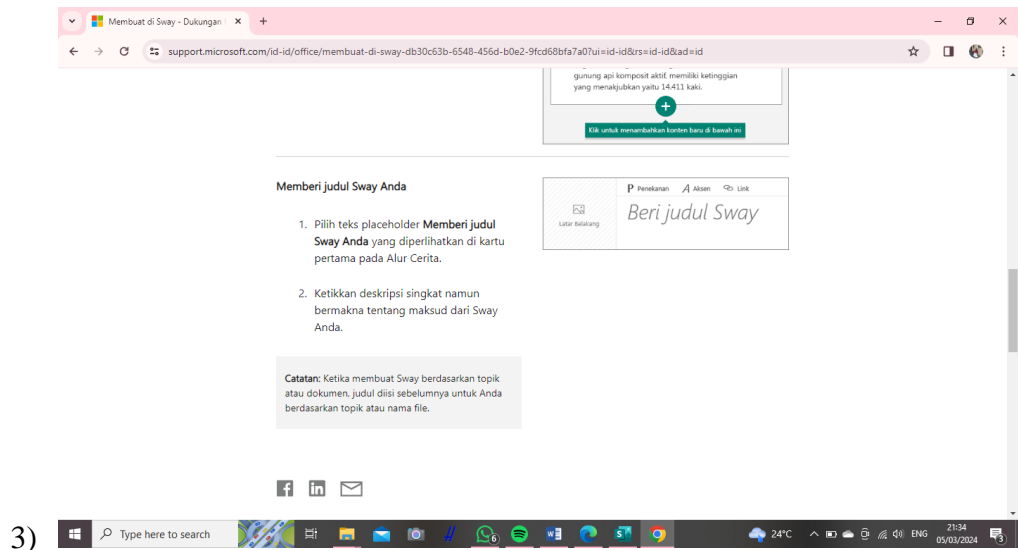 Membuat di Sway - Dukungan
support.microsoft.com/id-id/office/membuat-di-sway-db30c63b-6548-456d-b0e2-9fcd68bfa7a0?ui=id-id&rs=id-id&ad=id
gunung api komposit aktif, memiliki ketinggian
yang menakjubkan yaitu 14.411 kaki.
Klik untuk menambahkan konten baru di bawah ini
Memberi judul Sway Anda
1. Pilih teks placeholder Memberi judul
Sway Anda yang diperlihatkan di kartu
pertama pada Alur Cerita.
2. Ketikkan deskripsi singkat namun
bermakna tentang maksud dari Sway
Anda.
P Penekanan A Aksen Link
Latar Belakang
Beri judul Sway
Catatan: Ketika membuat Sway berdasarkan topik
atau dokumen, judul diisi sebelumnya untuk Anda
berdasarkan topik atau nama file.
3)
Type here to search
24°C
ENG
21:34
05/03/2024